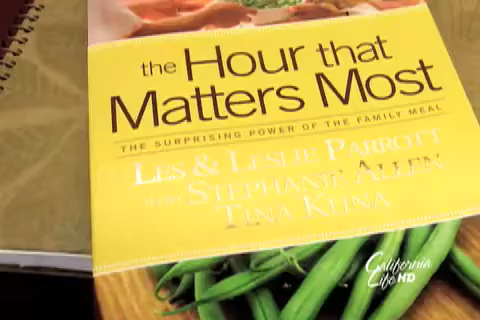 the Hour that
Matters Most
THE SURPRISING POWER OF THE FAMILY MEAL
LES & LESLIE PARROTT
WITH STEPHANIE ALLEN
TINA KUNA
California
Life HD